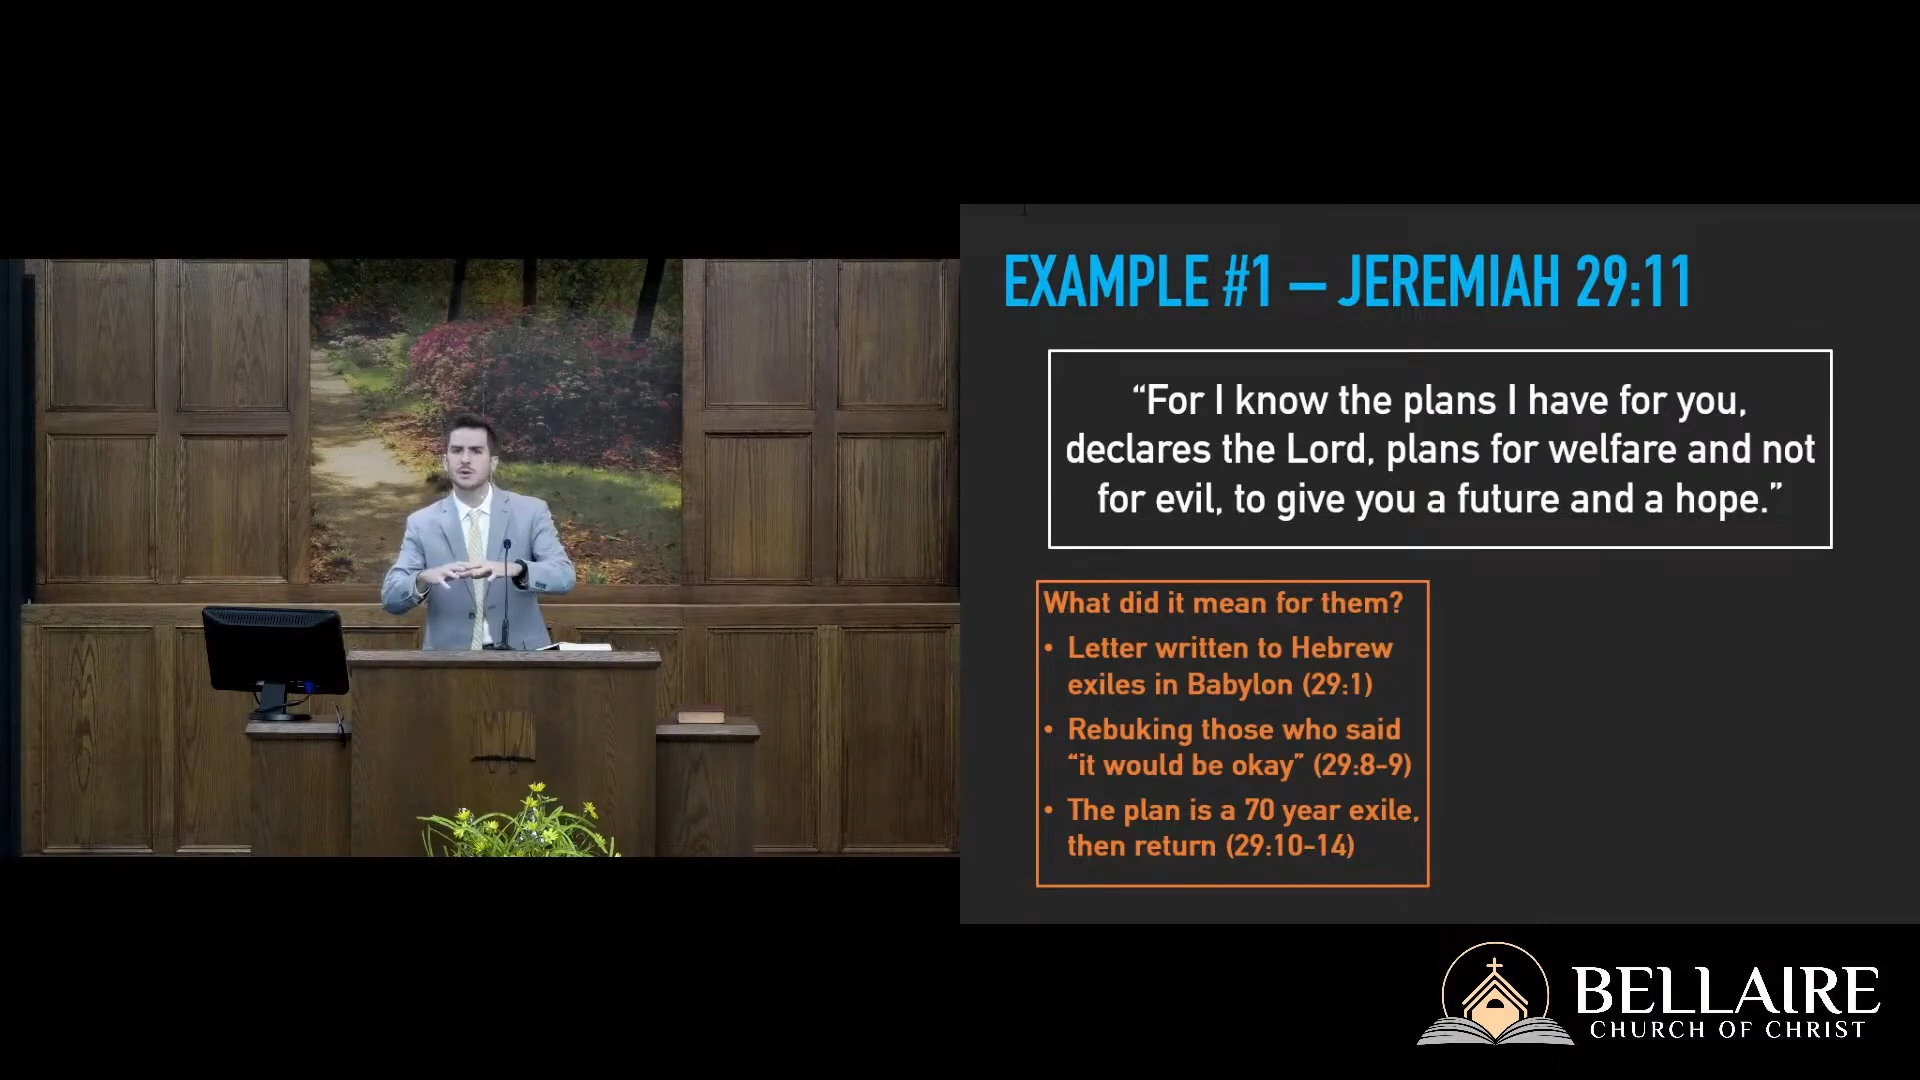 EXAMPLE #1 – JEREMIAH 29:11
“For I know the plans I have for you,
declares the Lord, plans for welfare and not
for evil, to give you a future and a hope.”
What did it mean for them?
• Letter written to Hebrew
exiles in Babylon (29:1)
• Rebuking those who said
“it would be okay” (29:8-9)
• The plan is a 70 year exile,
then return (29:10-14)
BELLAIRE
CHURCH OF CHRIST